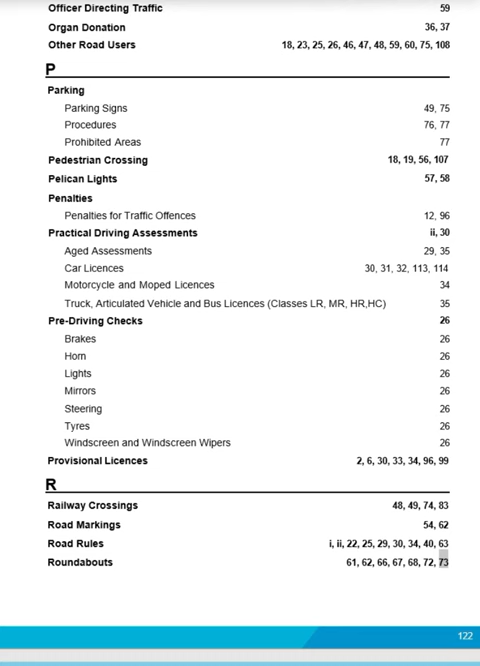 Officer Directing Traffic 59
Organ Donation 36, 37
Other Road Users 18, 23, 25, 26, 46, 47, 48, 59, 60, 75, 108
P
Parking
Parking Signs 49, 75
Procedures 76, 77
Prohibited Areas 77
Pedestrian Crossing 18, 19, 56, 107
Pelican Lights 57, 58
Penalties
Penalties for Traffic Offences 12, 96
Practical Driving Assessments ii, 30
Aged Assessments 29, 35
Car Licences 30, 31, 32, 113, 114
Motorcycle and Moped Licences 34
Truck, Articulated Vehicle and Bus Licences (Classes LR, MR, HR,HC) 35
Pre-Driving Checks 26
Brakes 26
Horn 26
Lights 26
Mirrors 26
Steering 26
Tyres 26
Windscreen and Windscreen Wipers 26
Provisional Licences 2, 6, 30, 33, 34, 96, 99
R
Railway Crossings 48, 49, 74, 83
Road Markings 54, 62
Road Rules i, ii, 22, 25, 29, 30, 34, 40, 63
Roundabouts 61, 62, 66, 67, 68, 72, 73
122